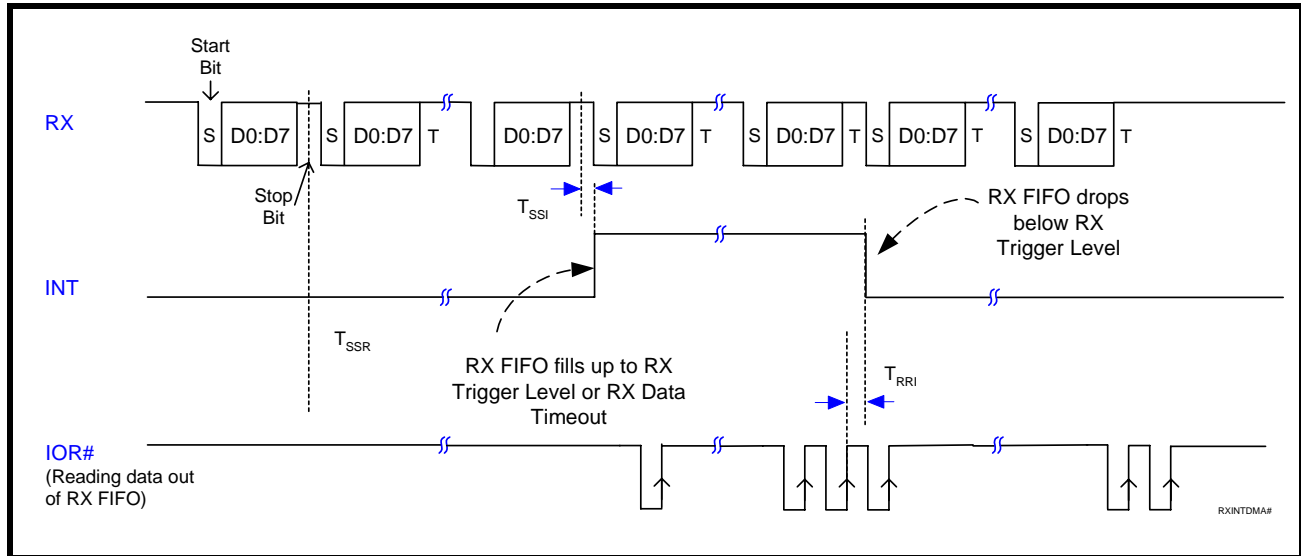 Start
Bit
RX
S
D0:D7
S
D0:D7
T
D0:D7
S
D0:D7
T
D0:D7
T
S
D0:D7
T
S
D0:D7
T
Stop
Bit
TSSI
RX FIFO drops
below RX
Trigger Level
INT
TSSR
RX FIFO fills up to RX
Trigger Level or RX Data
Timeout
TRRI
IOR#
(Reading data out
of RX FIFO)
RXINTDMA#